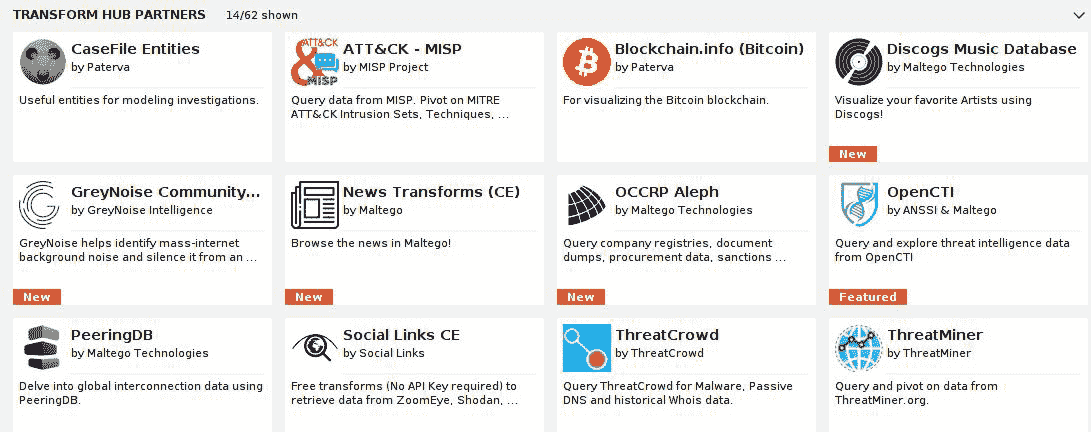 TRANSFORM HUB PARTNERS 14/62 shown
CaseFile Entities
by Paterva
Useful entities for modeling investigations.
ATT&CK
MISP
ATT&CK - MISP
by MISP Project
Query data from MISP. Pivot on MITRE
ATT&CK Intrusion Sets, Techniques, ...
Blockchain.info (Bitcoin)
by Paterva
For visualizing the Bitcoin blockchain.
Discogs Music Database
by Maltego Technologies
Visualize your favorite Artists using
Discogs!
New
GreyNoise Community...
by GreyNoise Intelligence
GreyNoise helps identify mass-internet
background noise and silence it from an ...
New
News Transforms (CE)
by Maltego
Browse the news in Maltego!
New
OCCRP Aleph
by Maltego Technologies
Query company registries, document
dumps, procurement data, sanctions ...
New
OpenCTI
by ANSSI & Maltego
Query and explore threat intelligence data
from OpenCTI
Featured
PeeringDB
by Maltego Technologies
Delve into global interconnection data using
PeeringDB.
Social Links CE
by Social Links
Free transforms (No API Key required) to
retrieve data from ZoomEye, Shodan, ...
ThreatCrowd
by ThreatCrowd
Query ThreatCrowd for Malware, Passive
DNS and historical Whois data.
ThreatMiner
by ThreatMiner
Query and pivot on data from
ThreatMiner.org.